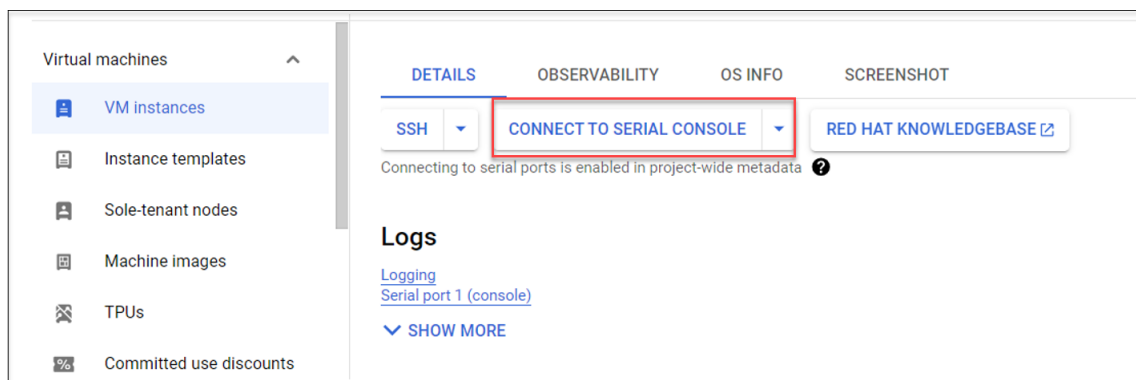 Virtual machines
VM instances
Instance templates
Sole-tenant nodes
Machine images
TPUs
Committed use discounts
DETAILS OBSERVABILITY OS INFO SCREENSHOT
SSH CONNECT TO SERIAL CONSOLE RED HAT KNOWLEDGEBASE
Connecting to serial ports is enabled in project-wide metadata ?
Logs
Logging
Serial port 1 (console)
SHOW MORE